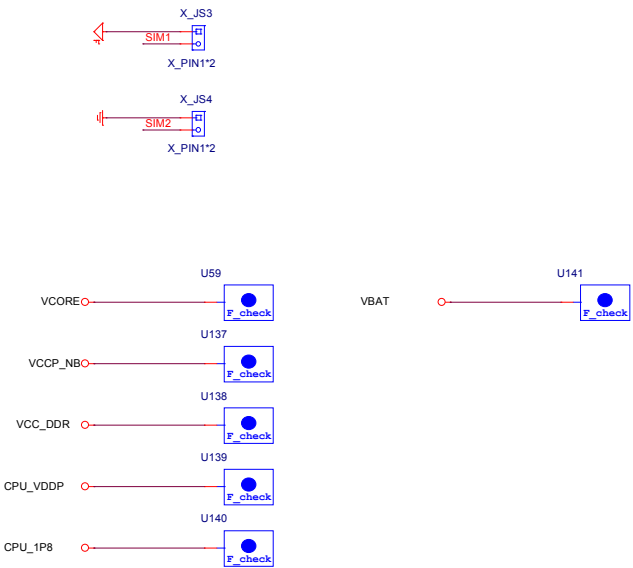 X_JS3
SIM1
X_PIN1*2
X_JS4
SIM2
X_PIN1*2
U59
U141
VCORE
F_check
VBAT
F_check
U137
VCCP_NB
F_check
U138
VCC_DDR
F_check
U139
CPU_VDDP
F_check
U140
CPU_1P8
F_check